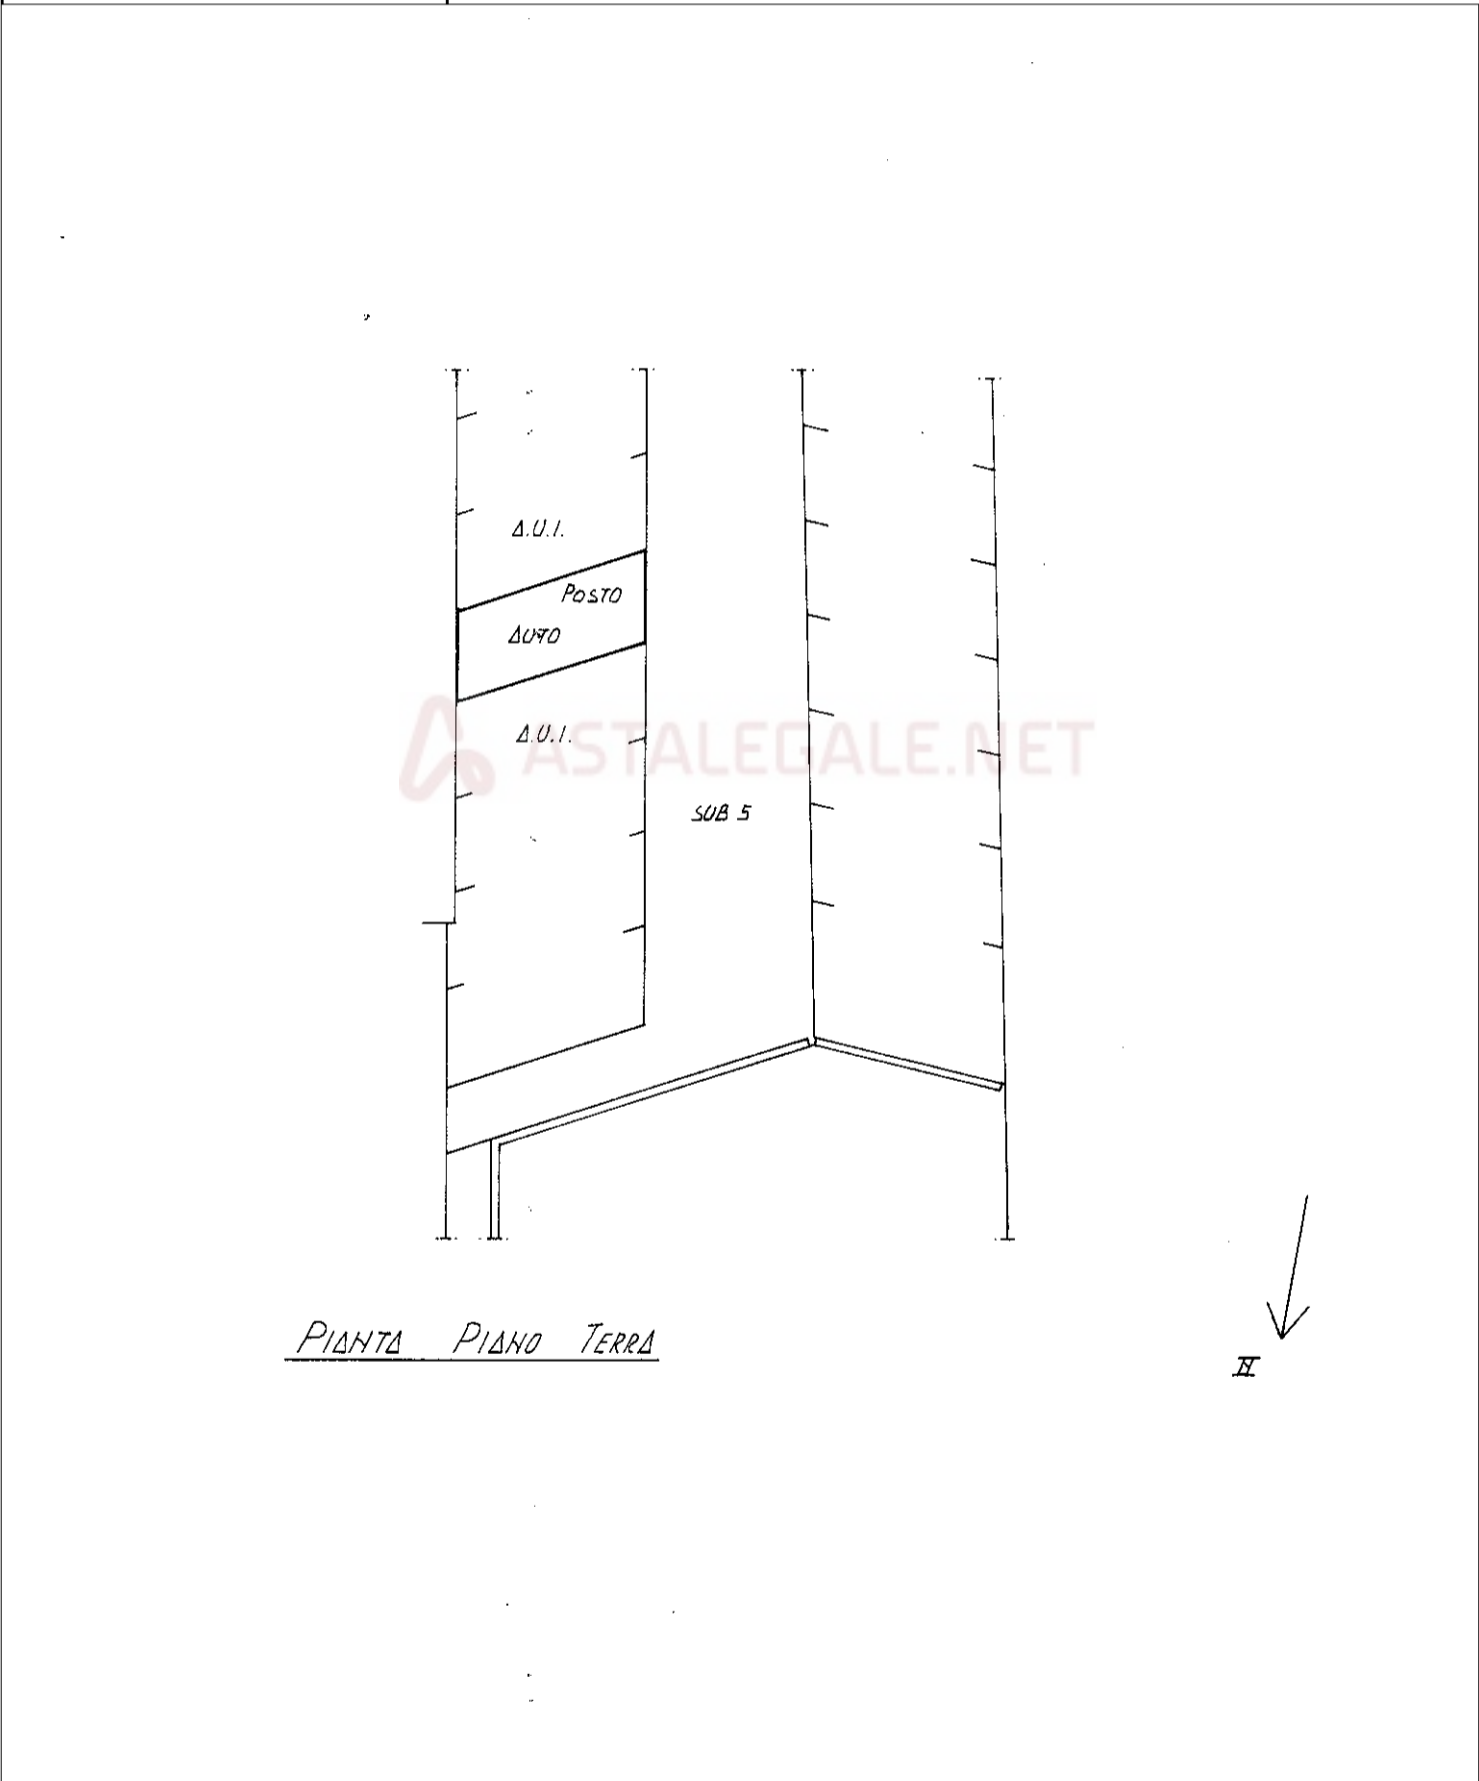 A.U.I.
POSTO
AUTO
A.U.I.
ASTALEGALE.NET
SUB 5
PIANTA PIANO TERRA
N